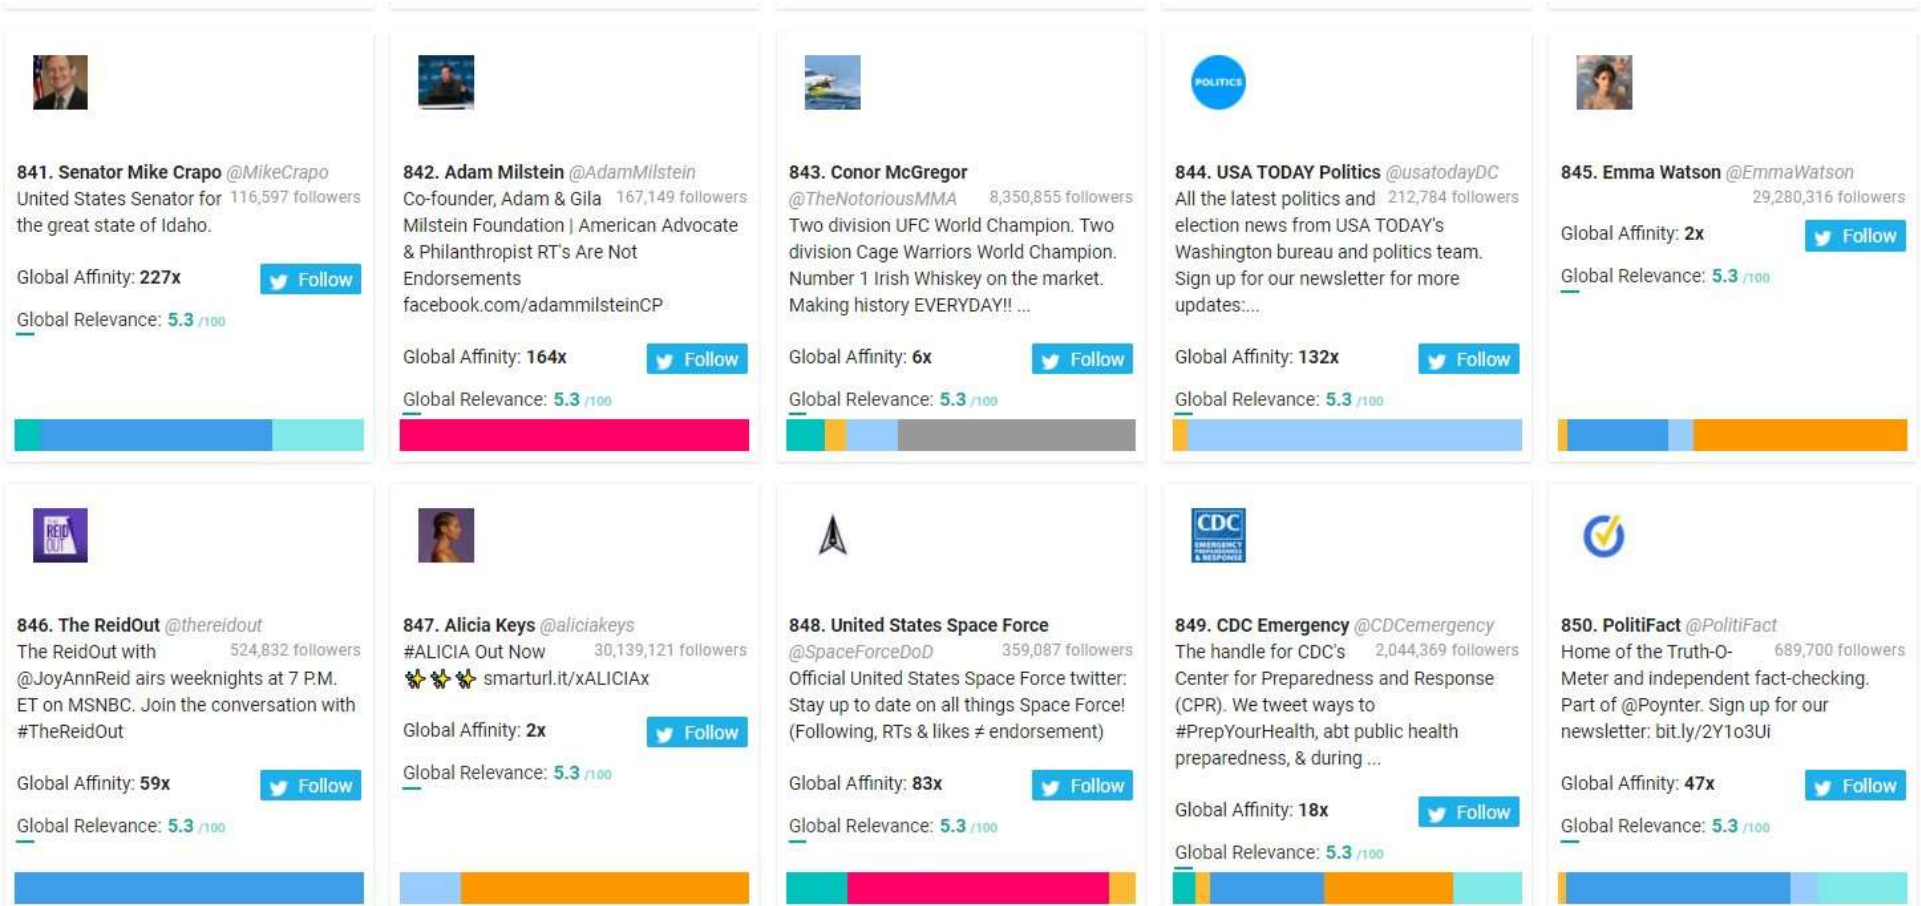 POLITICS
841. Senator Mike Crapo @MikeCrapo
United States Senator for 116,597 followers
the great state of Idaho.
Global Affinity: 227x Follow
Global Relevance: 5.3 /100
842. Adam Milstein @AdamMilstein
Co-founder, Adam & Gila 167,149 followers
Milstein Foundation | American Advocate
& Philanthropist RT's Are Not
Endorsements
facebook.com/adammilsteinCP
Global Affinity: 164x Follow
Global Relevance: 5.3 /100
843. Conor McGregor
@TheNotoriousMMA 8,350,855 followers
Two division UFC World Champion. Two
division Cage Warriors World Champion.
Number 1 Irish Whiskey on the market.
Making history EVERYDAY!! ...
Global Affinity: 6x Follow
Global Relevance: 5.3 /100
844. USA TODAY Politics @usatodayDC
All the latest politics and 212,784 followers
election news from USA TODAY's
Washington bureau and politics team.
Sign up for our newsletter for more
updates:...
Global Affinity: 132x Follow
Global Relevance: 5.3 /100
845. Emma Watson @EmmaWatson
29,280,316 followers
Global Affinity: 2x Follow
Global Relevance: 5.3 /100
REID
OUT
846. The ReidOut @thereidout
The ReidOut with 524,832 followers
@JoyAnnReid airs weeknights at 7 P.M.
ET on MSNBC. Join the conversation with
#TheReidOut
Global Affinity: 59x Follow
Global Relevance: 5.3 /100
847. Alicia Keys @aliciakeys
#ALICIA Out Now 30,139,121 followers
✨ ✨ ✨ smarturl.it/xALICIAx
Global Affinity: 2x Follow
Global Relevance: 5.3 /100
848. United States Space Force
@SpaceForceDoD 359,087 followers
Official United States Space Force twitter:
Stay up to date on all things Space Force!
(Following, RTs & likes ≠ endorsement)
Global Affinity: 83x Follow
Global Relevance: 5.3 /100
CDC
EMERGENCY
PREPAREDNESS
& RESPONSE
849. CDC Emergency @CDCemergency
The handle for CDC's 2,044,369 followers
Center for Preparedness and Response
(CPR). We tweet ways to
#PrepYourHealth, abt public health
preparedness, & during ...
Global Affinity: 18x Follow
Global Relevance: 5.3 /100
850. PolitiFact @PolitiFact
Home of the Truth-O- 689,700 followers
Meter and independent fact-checking.
Part of @Poynter. Sign up for our
newsletter: bit.ly/2Y1o3Ui
Global Affinity: 47x Follow
Global Relevance: 5.3 /100